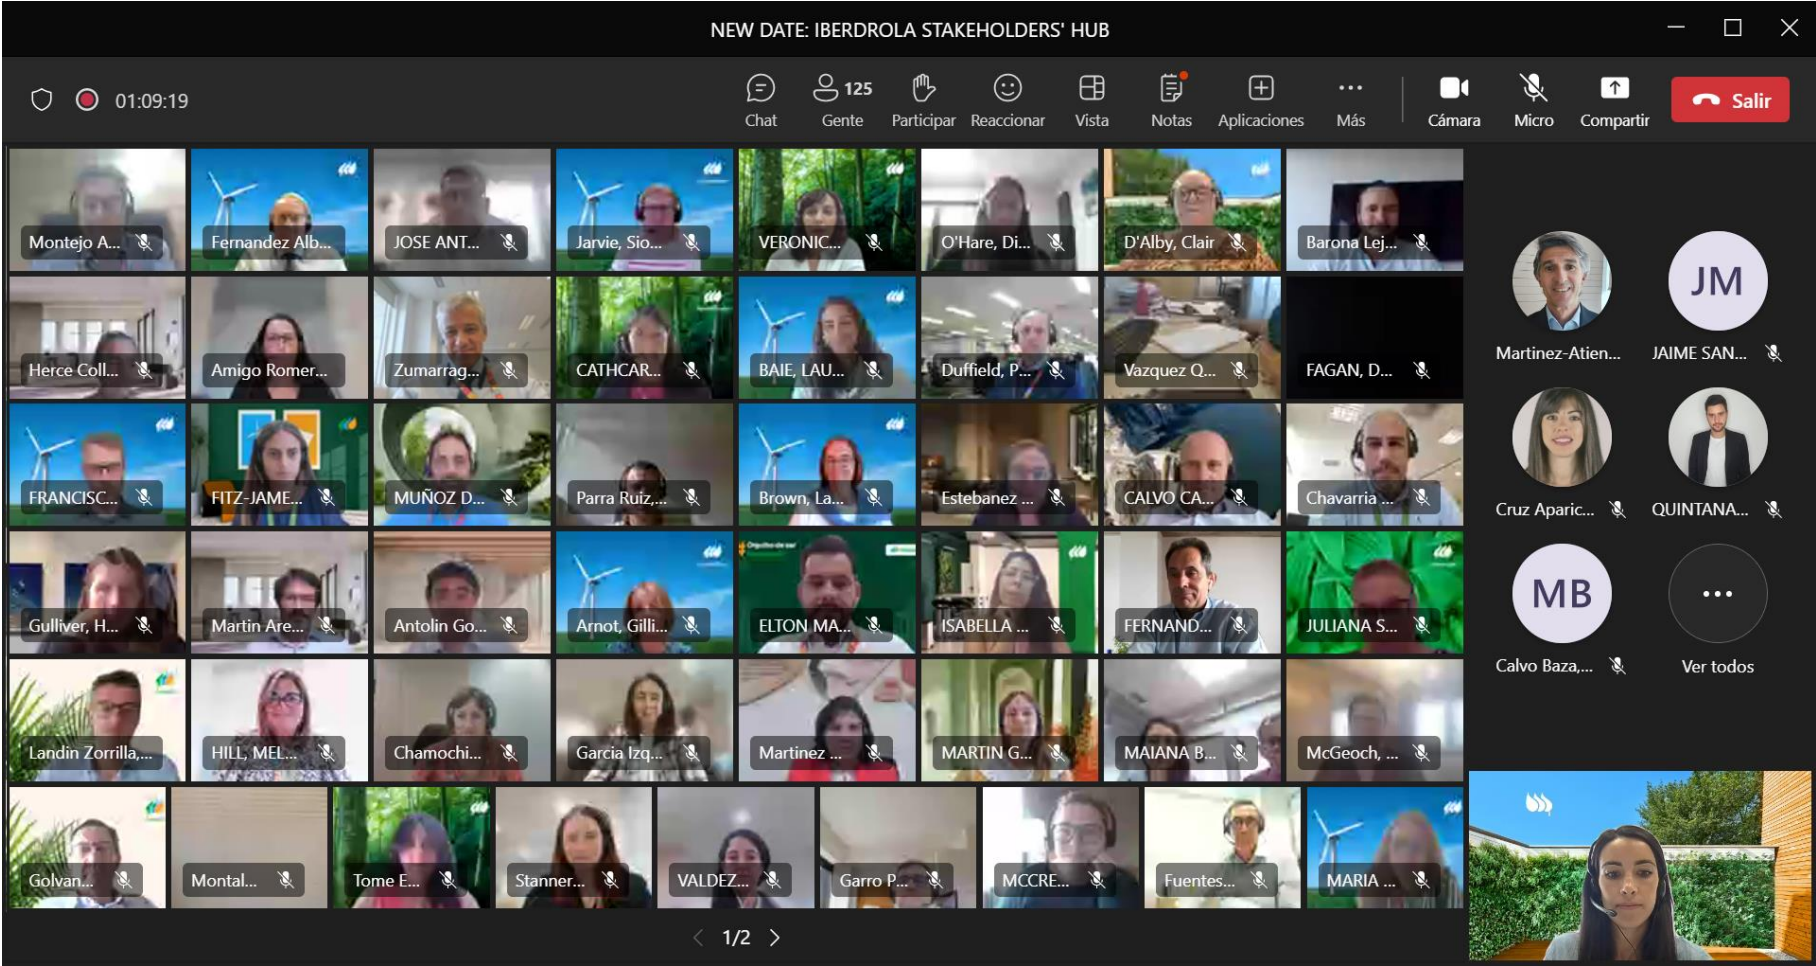 NEW DATE: IBERDROLA STAKEHOLDERS' HUB
01:09:19
125
Chat
Gente
Participar
Reaccionar
Vista
Notas
Aplicaciones
Más
Cámara
Micro
Compartir
Salir
Montejo A...
Fernandez Alb...
JOSE ANT...
Jarvie, Sio...
VERONIC...
O'Hare, Di...
D'Alby, Clair
Barona Lej...
Herce Coll...
Amigo Romer...
Zumarrag...
CATHCAR...
BAIE, LAU...
Duffield, P...
Vazquez Q...
FAGAN, D...
FRANCISC...
FITZ-JAME...
MUÑOZ D...
Parra Ruiz,...
Brown, La...
Estebanez ...
CALVO CA...
Chavarria ...
Gulliver, H...
Martin Are...
Antolin Go...
Arnot, Gilli...
ELTON MA...
ISABELLA ...
FERNAND...
JULIANA S...
Landin Zorrilla,...
HILL, MEL...
Chamochi...
Garcia Izq...
Martinez ...
MARTIN G...
MAIANA B...
McGeoch, ...
Golvan...
Montal...
Tome E...
Stanner...
VALDEZ...
Garro P...
MCCRE...
Fuentes...
MARIA ...
JM
Martinez-Atien...
JAIME SAN...
Cruz Aparic...
QUINTANA...
MB
Calvo Baza,...
Ver todos
1/2